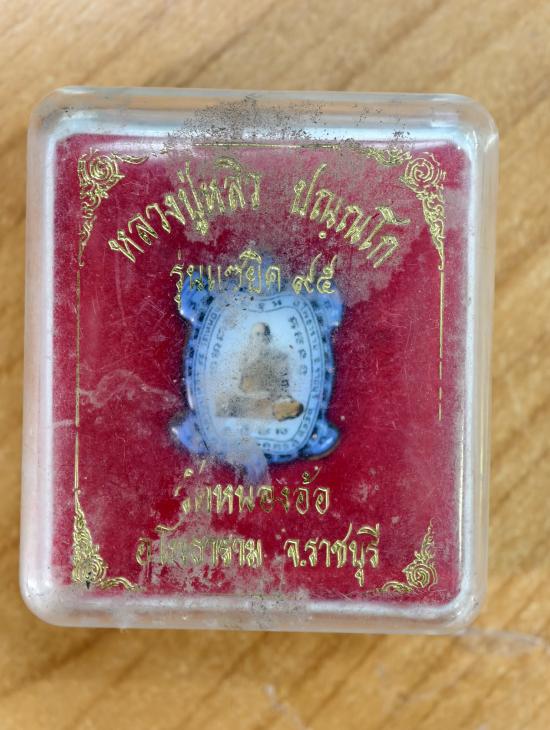 หลวงปู่หลิว ปณฺณโก
รุ่นแซยิด ๙๕
วัดหนองอ้อ
อ.โพธาราม จ.ราชบุรี